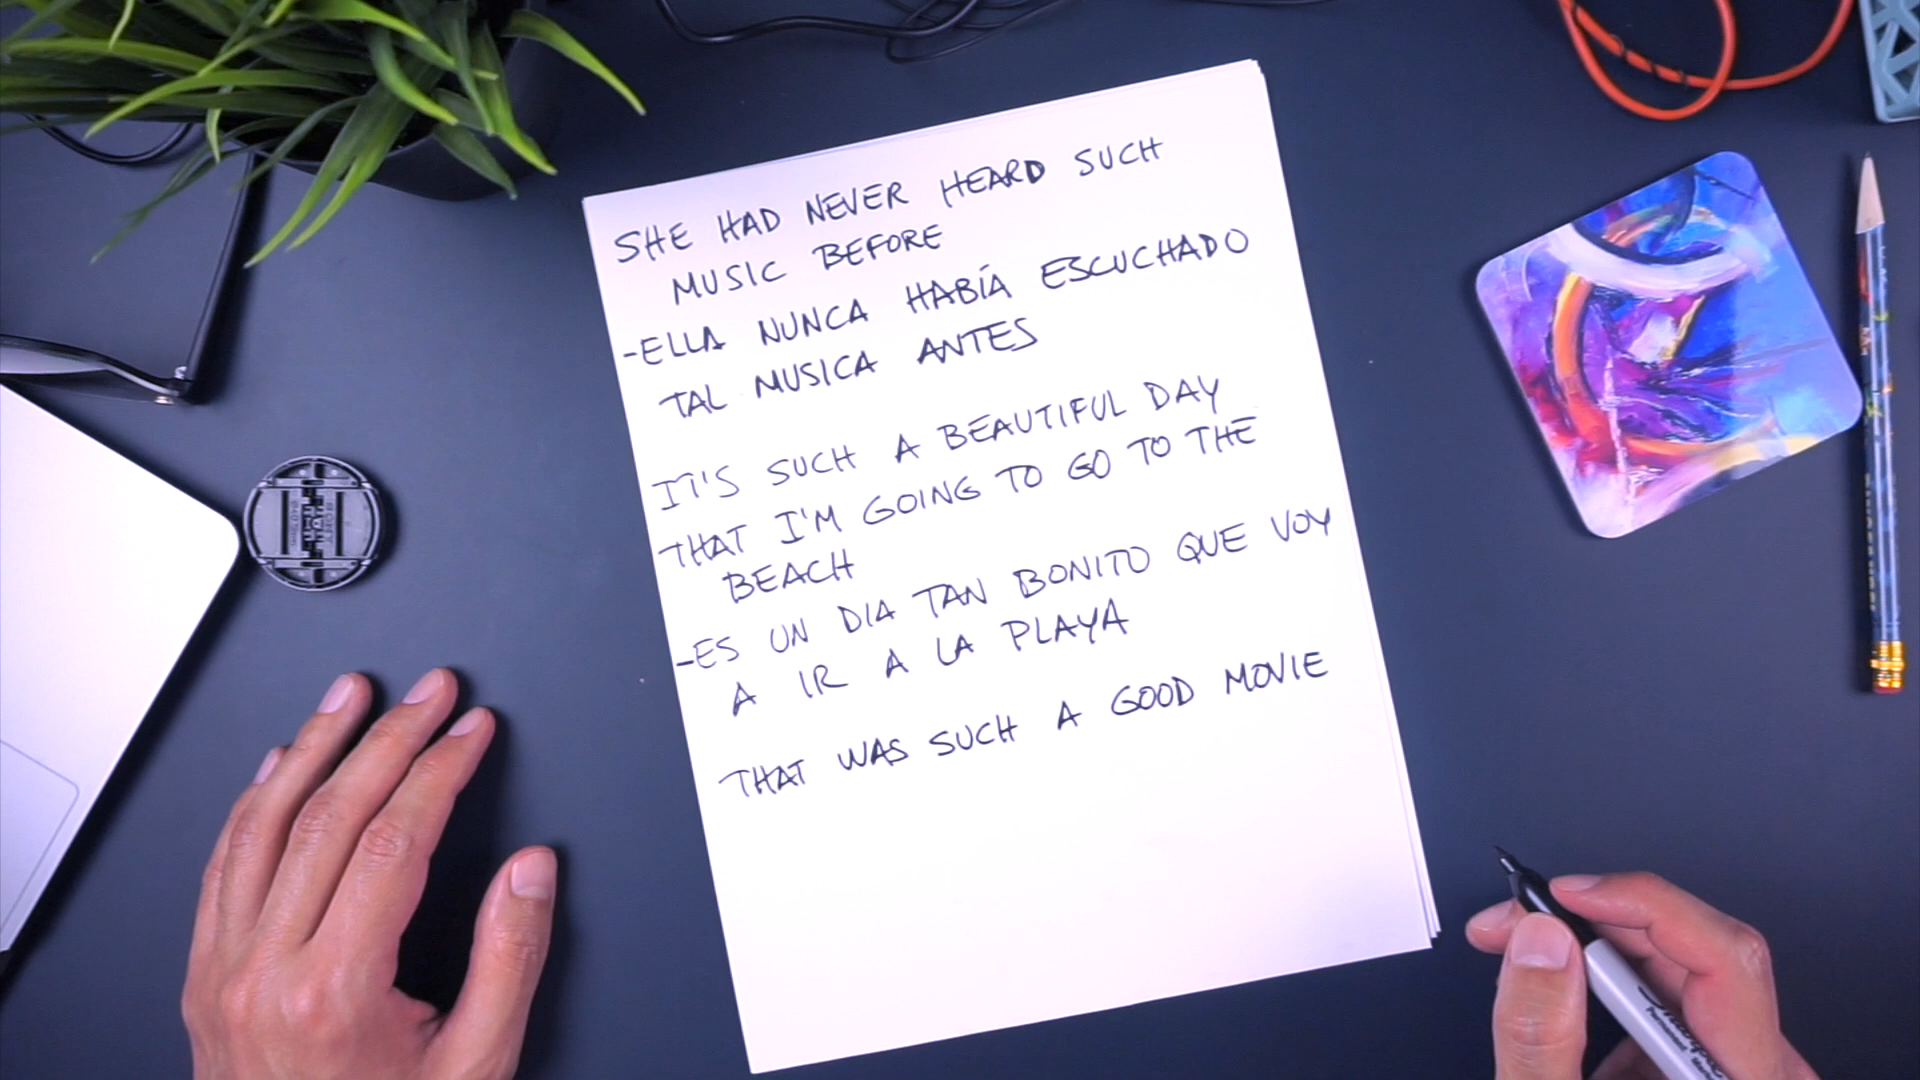 SHE HAD NEVER HEARD SUCH
MUSIC BEFORE
-ELLA NUNCA HABÍA ESCUCHADO
TAL MUSICA ANTES
IT'S SUCH A BEAUTIFUL DAY
THAT I'M GOING TO GO TO THE
BEACH
-ES UN DIA TAN BONITO QUE VOY
A IR A LA PLAYA
THAT WAS SUCH A GOOD MOVIE